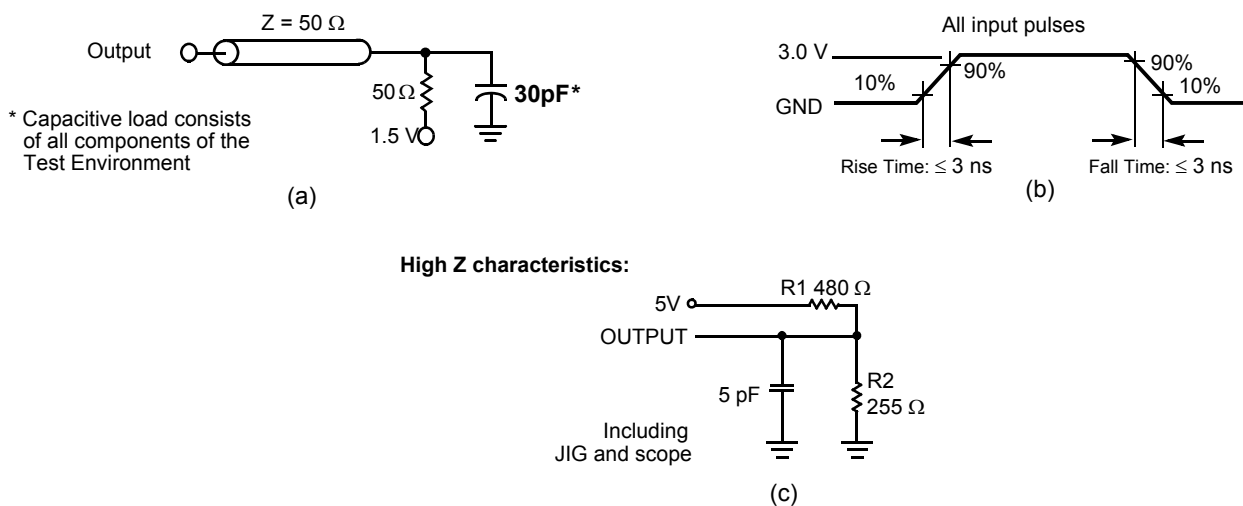 Z = 50 Ω
Output
50 Ω
30pF*
1.5 V
* Capacitive load consists
of all components of the
Test Environment
(a)
All input pulses
3.0 V
90%
90%
10%
10%
GND
Rise Time: ≤ 3 ns
Fall Time: ≤ 3 ns
(b)
High Z characteristics:
R1 480 Ω
5V
OUTPUT
5 pF
R2
255 Ω
Including
JIG and scope
(c)